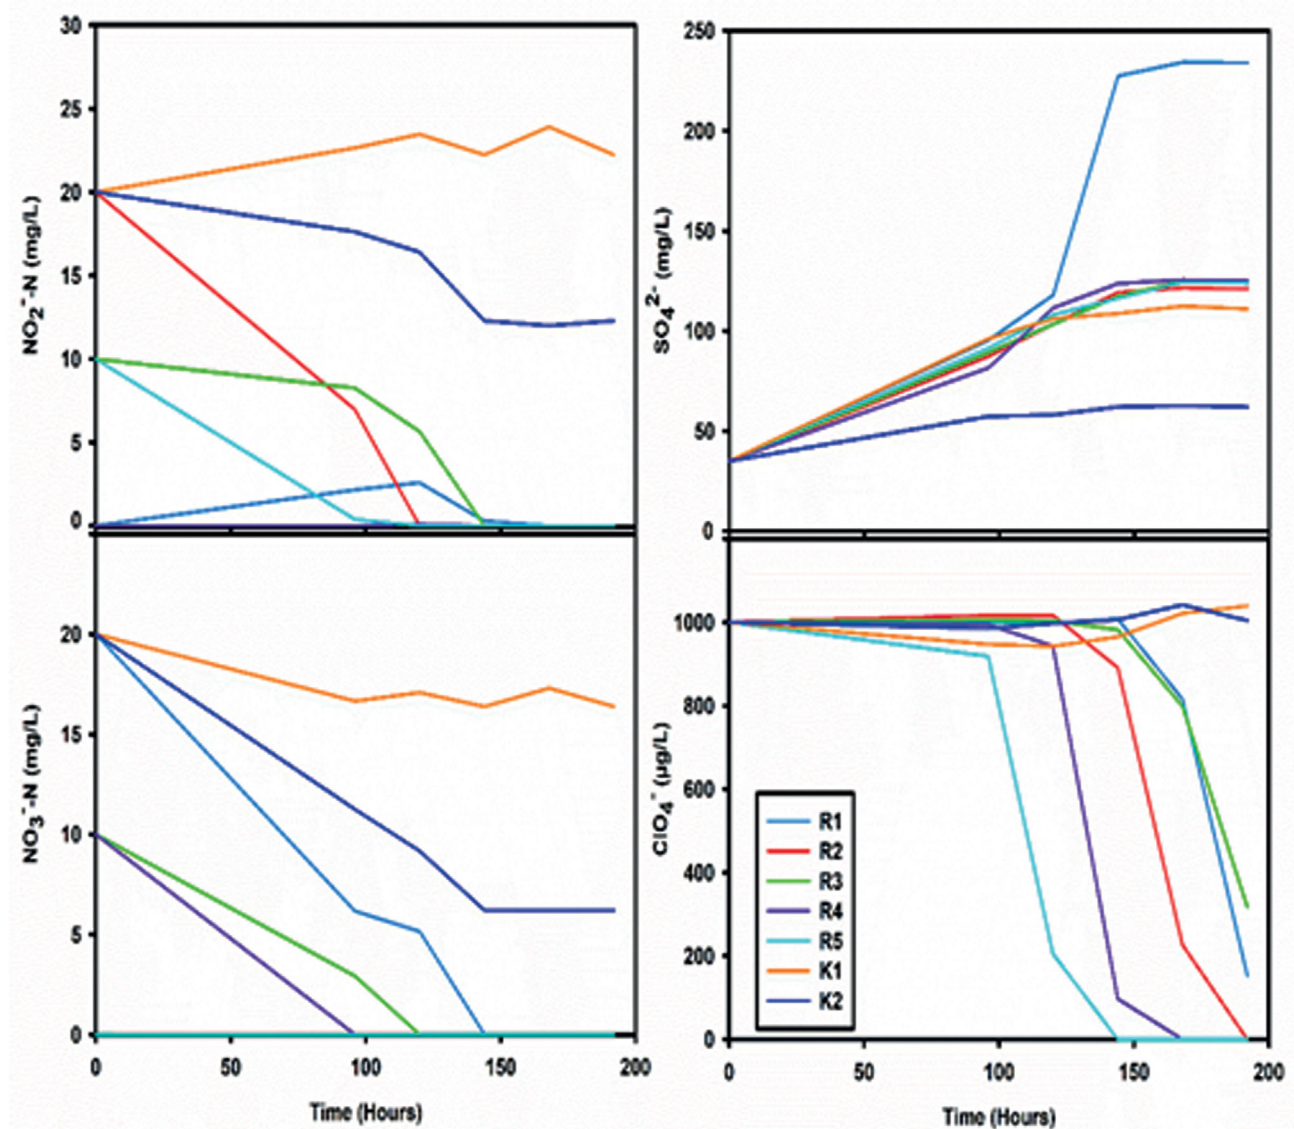 30
25
20
15
10
5
0
NO2⁻-N (mg/L)
250
200
150
100
50
0
SO4²⁻ (mg/L)
20
15
10
5
0
NO3⁻-N (mg/L)
0 50 100 150 200
Time (Hours)
1000
800
600
400
200
0
ClO4⁻ (µg/L)
R1
R2
R3
R4
R5
K1
K2
0 50 100 150 200
Time (Hours)